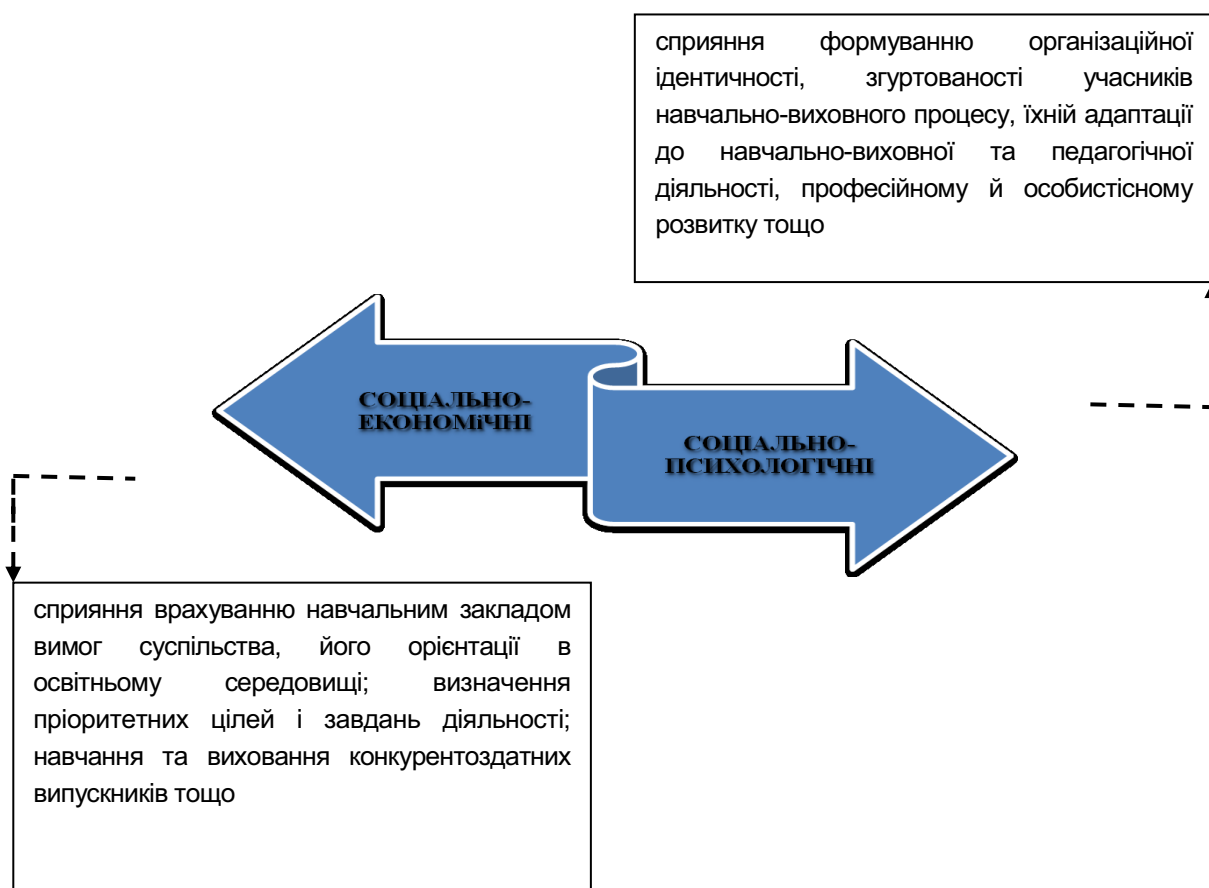 сприяння формуванню організаційної
ідентичності, згуртованості учасників
навчально-виховного процесу, їхній адаптації
до навчально-виховної та педагогічної
діяльності, професійному й особистісному
розвитку тощо
СОЦІАЛЬНО-
ЕКОНОМіЧНІ
СОЦІАЛЬНО-
ПСИХОЛОГІЧНІ
сприяння врахуванню навчальним закладом
вимог суспільства, його орієнтації в
освітньому середовищі; визначення
пріоритетних цілей і завдань діяльності;
навчання та виховання конкурентоздатних
випускників тощо